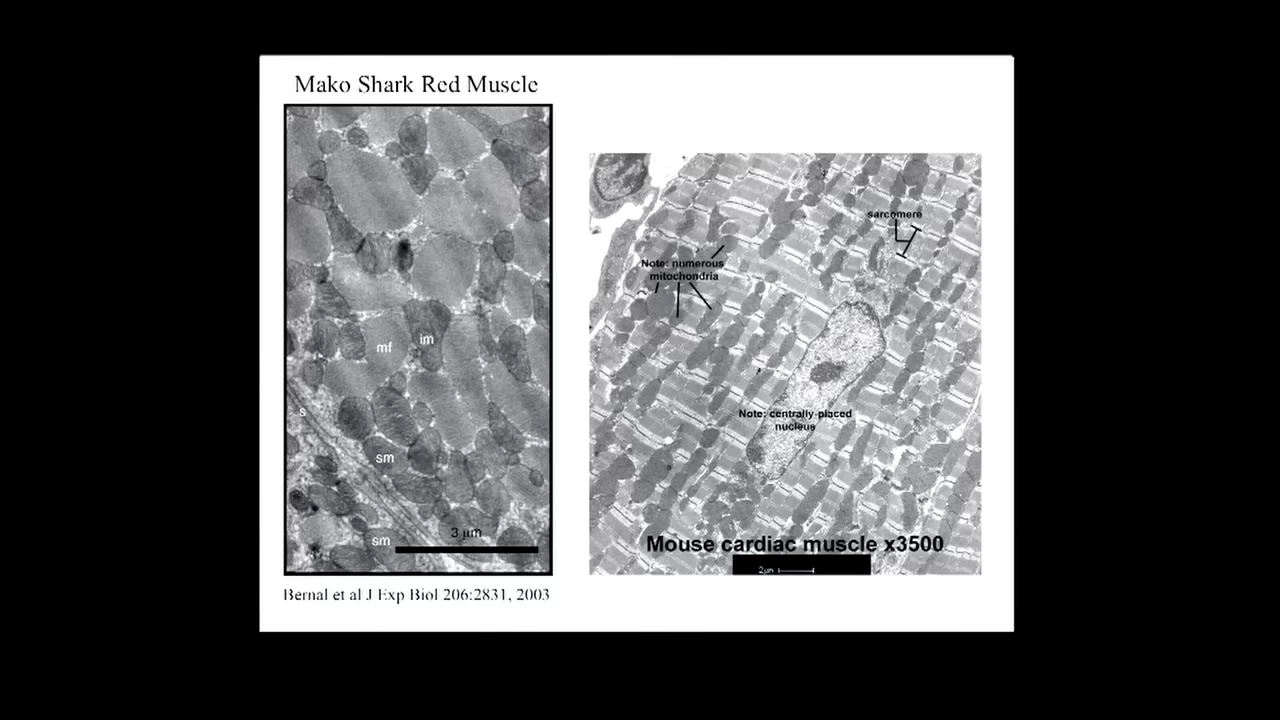 Mako Shark Red Muscle
mf
im
s
sm
sm
3 µm
Bernal et al J Exp Biol 206:2831, 2003
sarcomere
Note: numerous
mitochondria
Note: centrally-placed
nucleus
Mouse cardiac muscle x3500
2µm